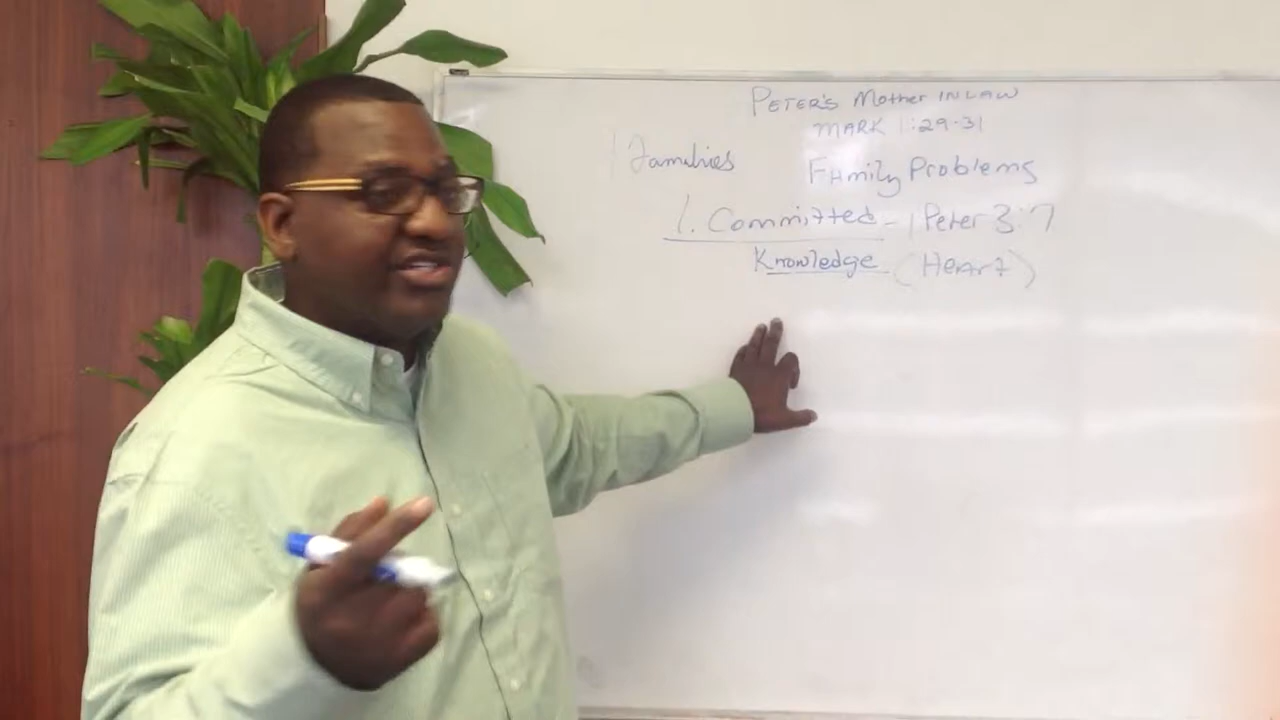 PETER'S Mother IN LAW
MARK 1:29-31
Families Family Problems
1. Committed - 1 Peter 3:7
Knowledge (Heart)